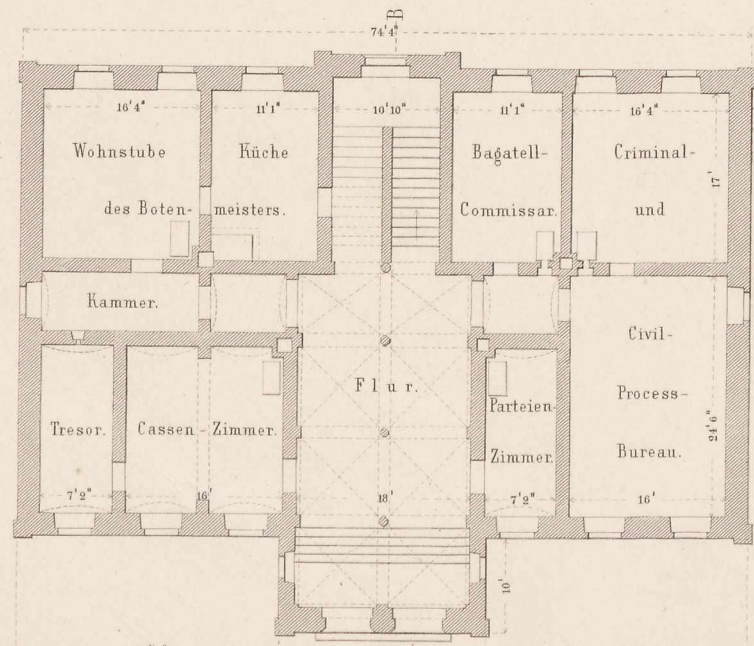 B
74'4"
16'4"
11'1"
10'10"
11'1"
16'4"
Wohnstube
des Boten-
Küche
meisters.
Bagatell-
Commissar.
Criminal-
und
17'
Kammer.
Flur.
Civil-
Process-
Bureau.
24'6"
Tresor.
Cassen-Zimmer.
Parteien-
Zimmer.
7'2"
16'
18'
7'2"
16'
10'